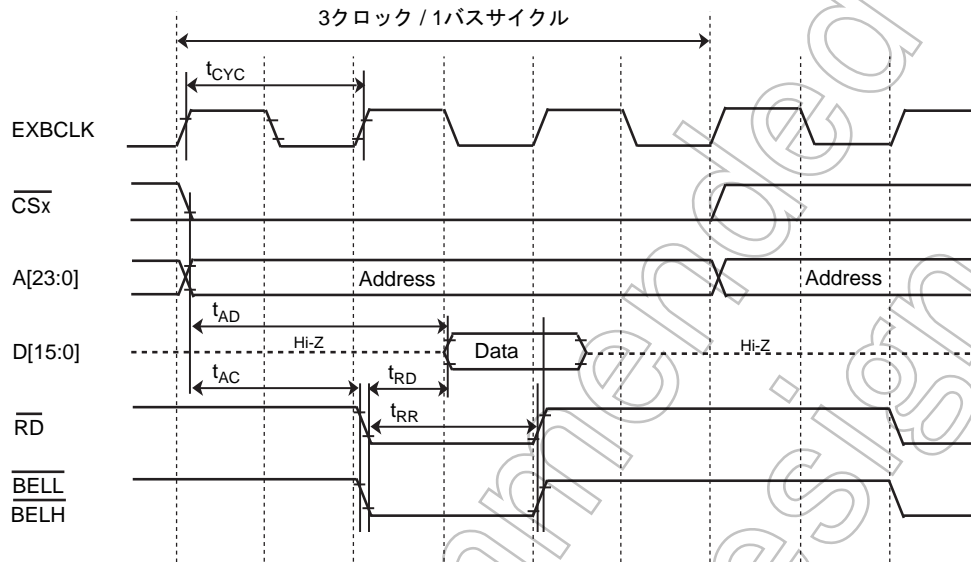 3クロック / 1バスサイクル
tCYC
EXBCLK
CSx
A[23:0]
Address
Address
tAD
D[15:0]
Hi-Z
Data
Hi-Z
tAC
tRD
tRR
RD
BELL
BELH